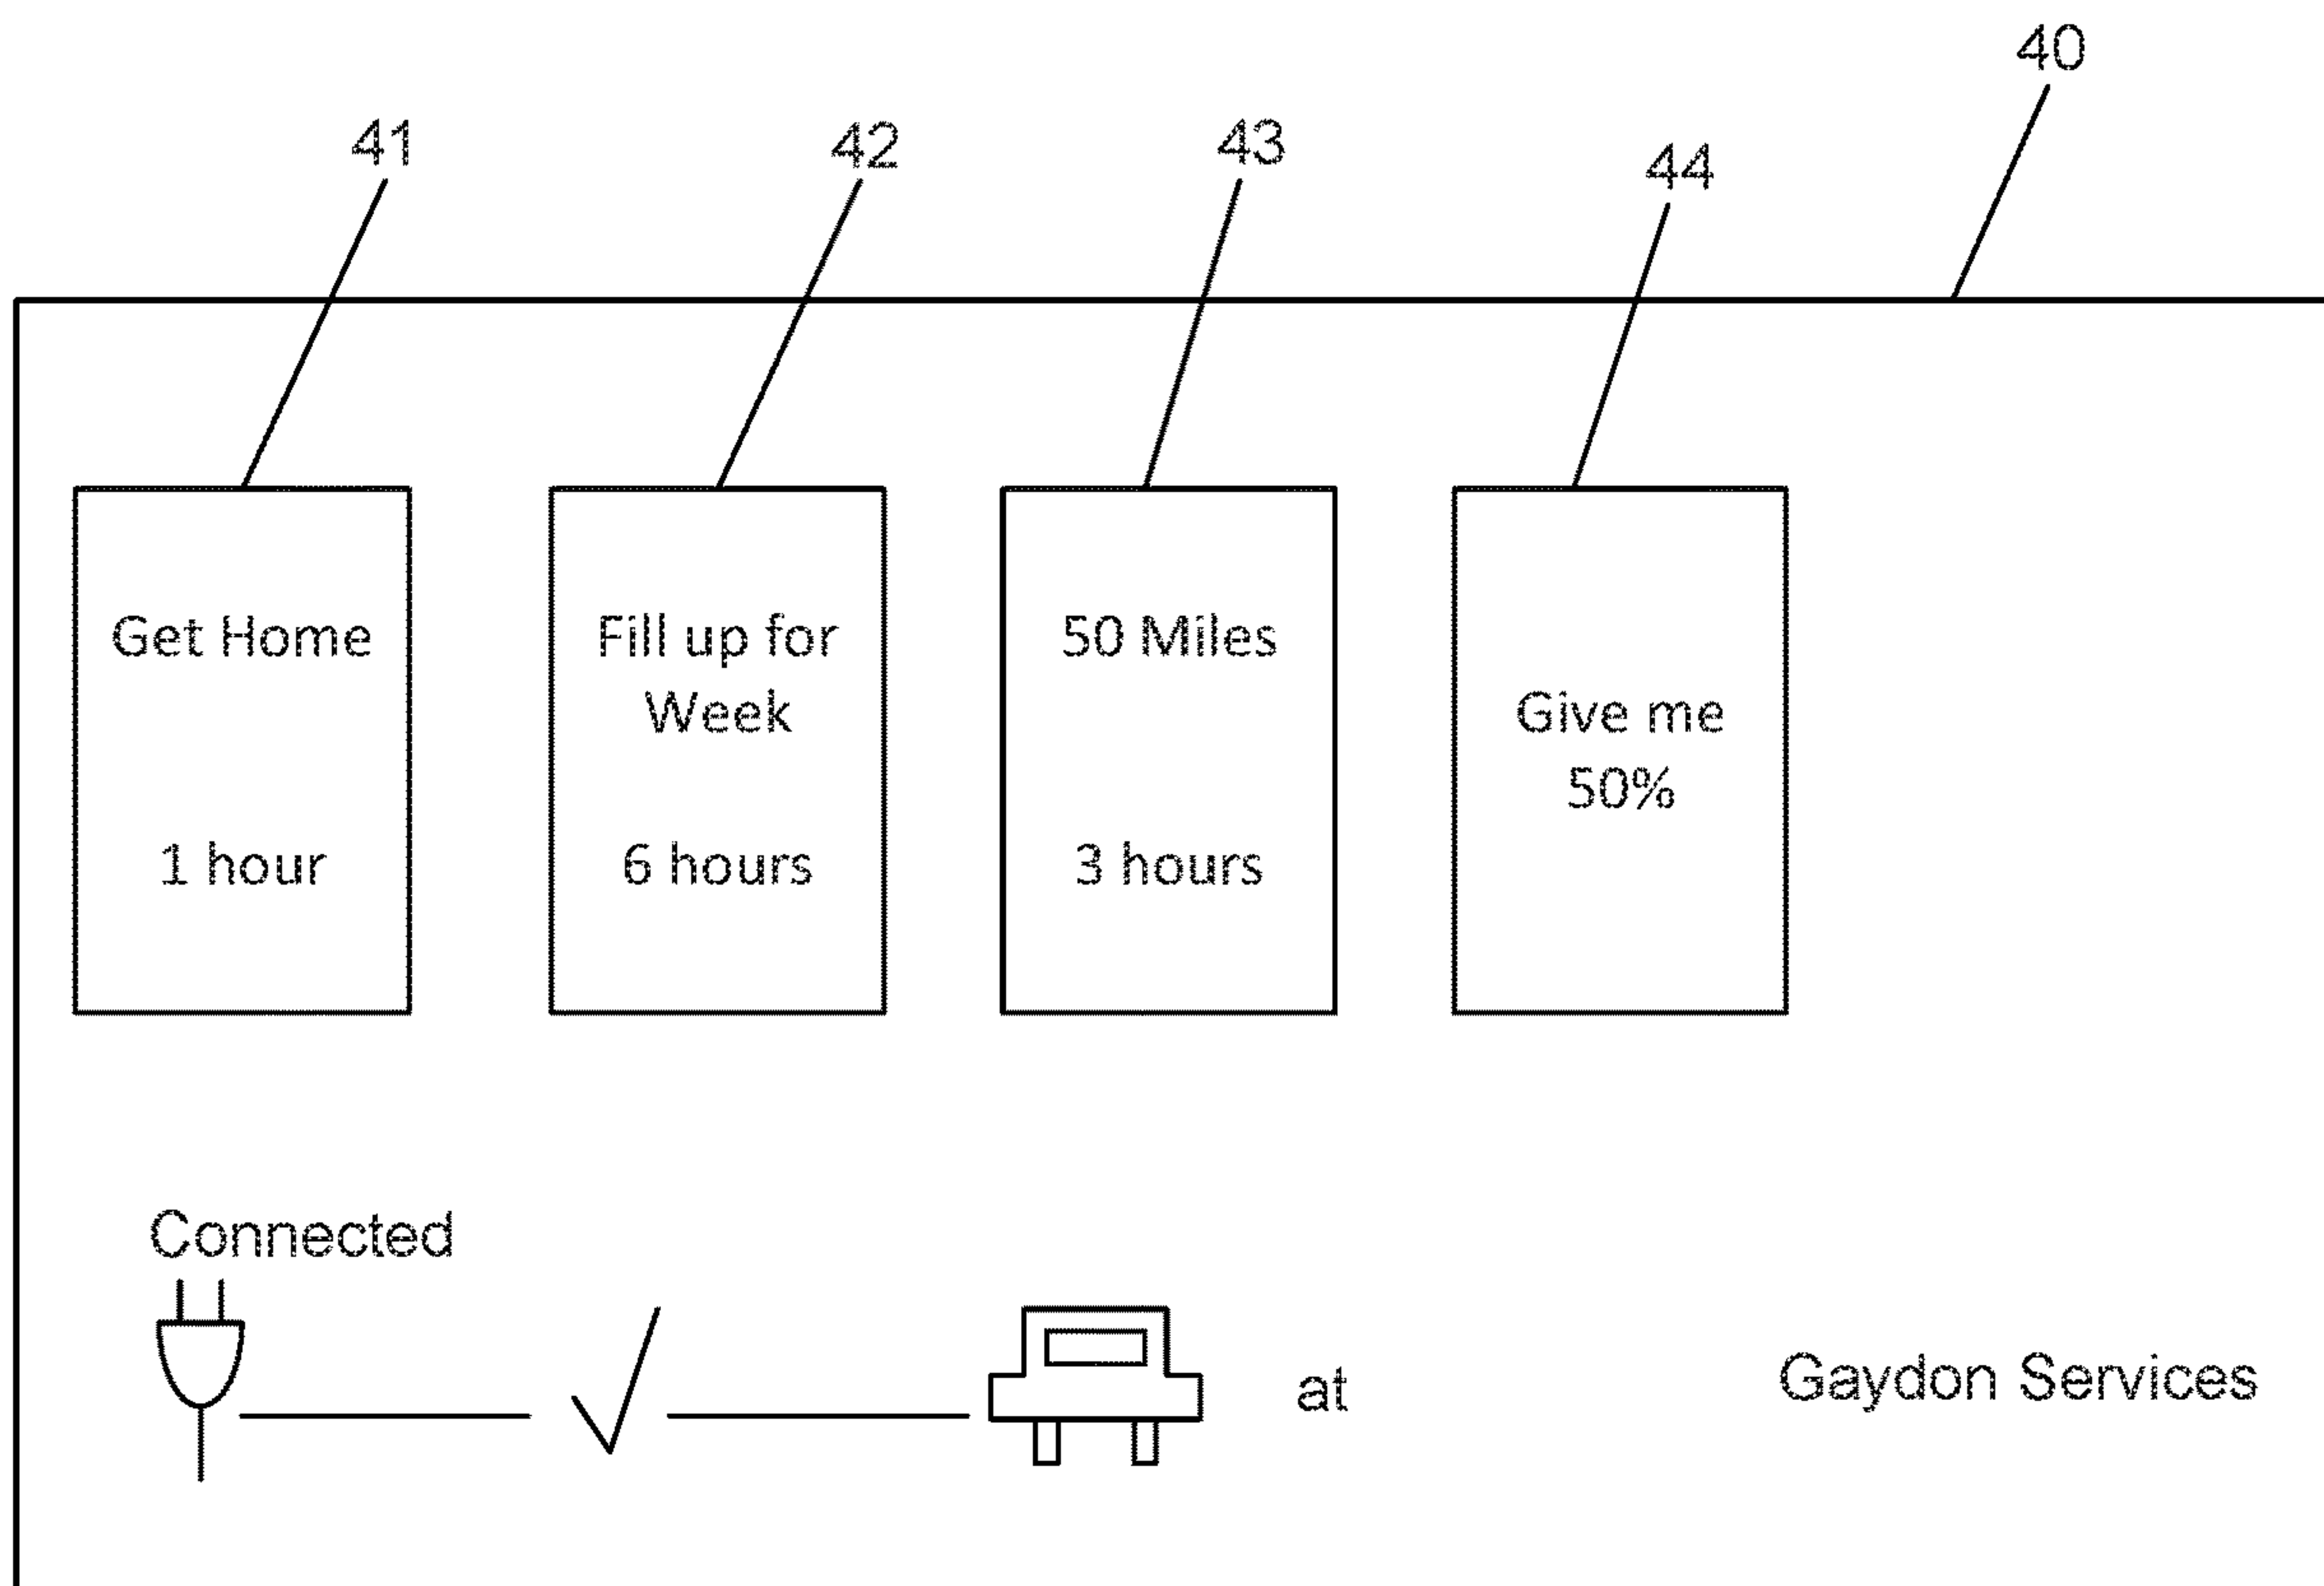 40
41
42
43
44
Get Home
1 hour
Fill up for
Week
6 hours
50 Miles
3 hours
Give me
50%
Connected
at
Gaydon Services